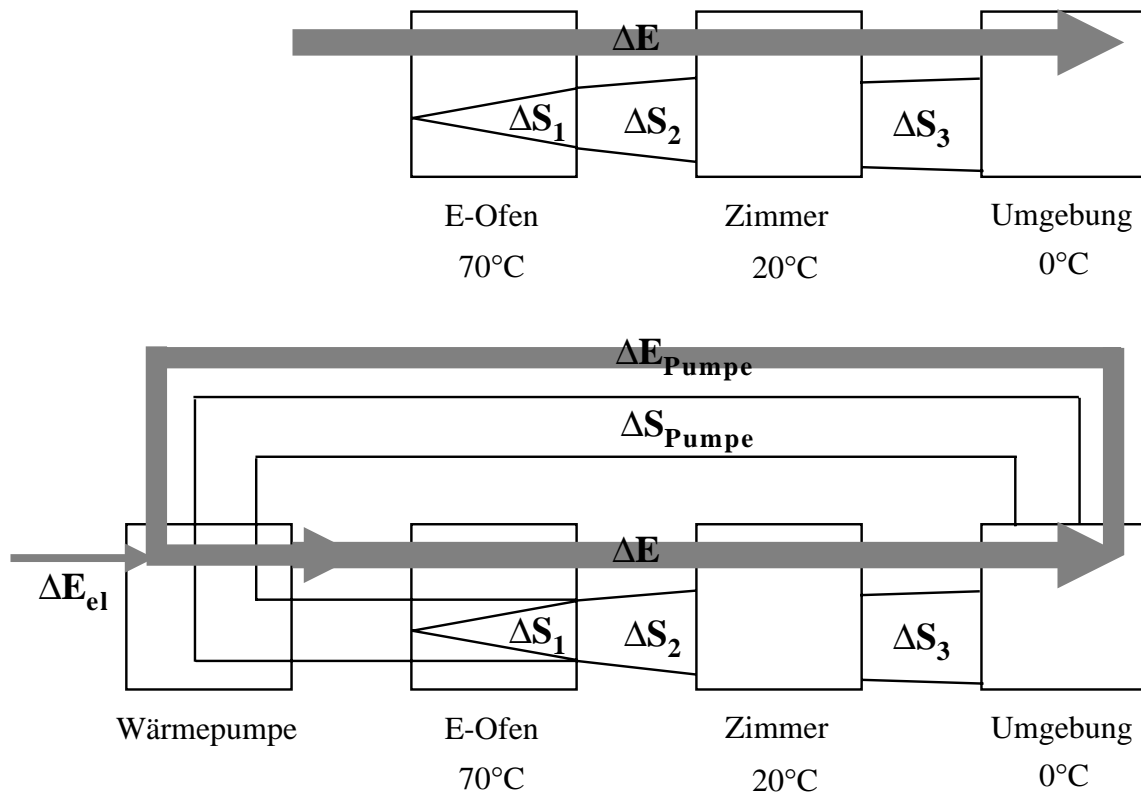 ΔE
ΔS1 ΔS2 ΔS3
E-Ofen Zimmer Umgebung
70°C 20°C 0°C
ΔEPumpe
ΔSPumpe
ΔE
ΔEel
ΔS1 ΔS2 ΔS3
Wärmepumpe E-Ofen Zimmer Umgebung
70°C 20°C 0°C